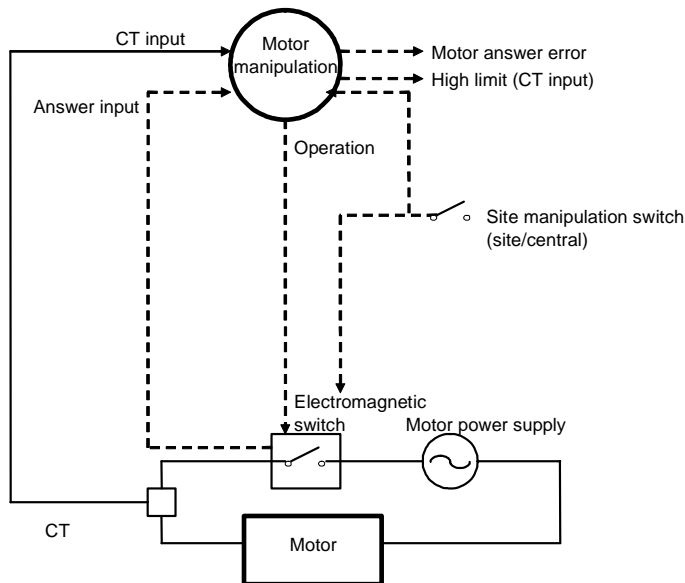 CT input
Motor
manipulation
Motor answer error
High limit (CT input)
Answer input
Operation
Site manipulation switch
(site/central)
Electromagnetic
switch
Motor power supply
CT
Motor